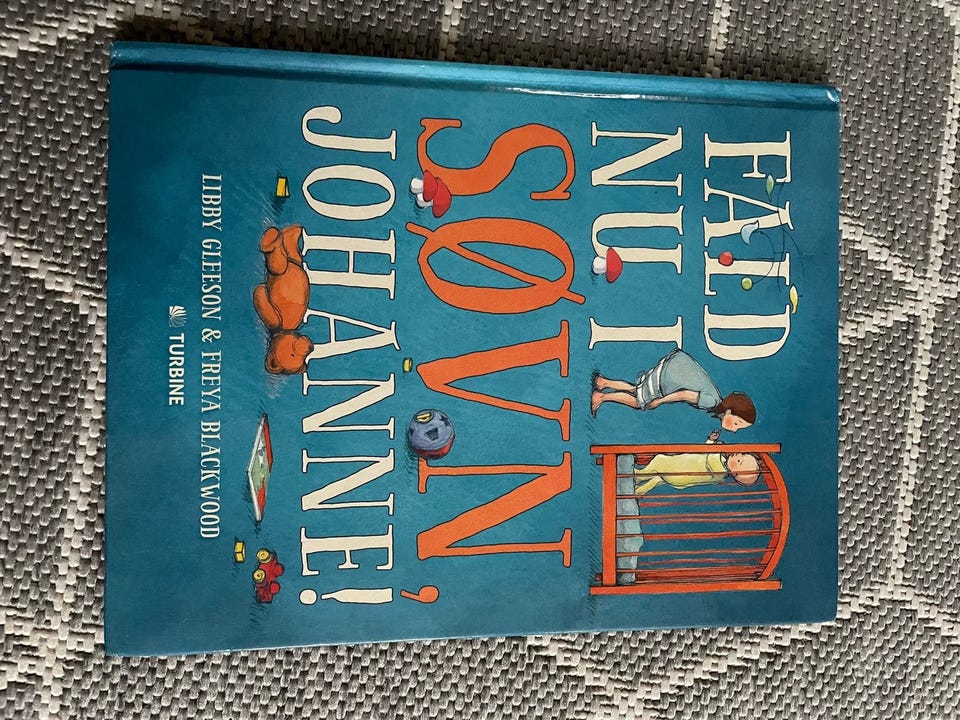 FALD
NU I
SØVN,
JOHANNE!
LIBBY GLEESON & FREYA BLACKWOOD
TURBINE